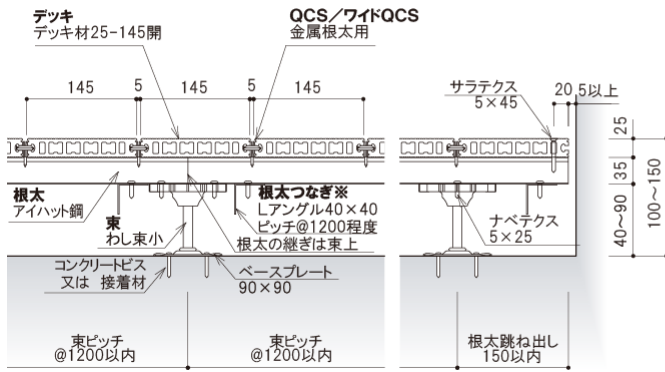 デッキ
デッキ材25-145開
QCS／ワイドQCS
金属根太用
145
5
145
5
145
サラテクス
5×45
20
5以上
25
35
40～90
100～150
根太
アイハット鋼
束
わし束小
根太つなぎ※
Lアングル40×40
ピッチ@1200程度
根太の継ぎは束上
ナベテクス
5×25
コンクリートビス
又は 接着材
ベースプレート
90×90
束ピッチ
@1200以内
束ピッチ
@1200以内
根太跳ね出し
150以内